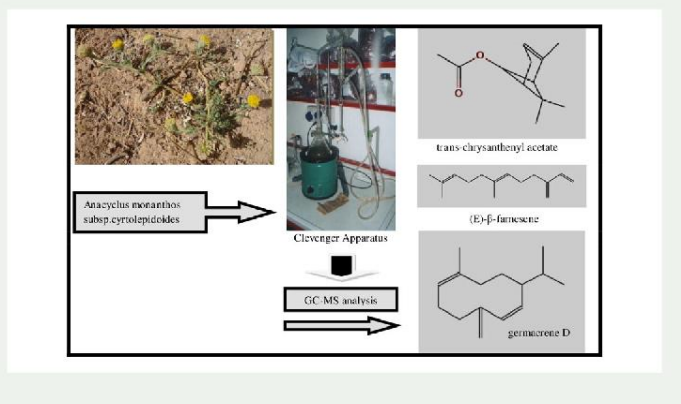 Anacyclus monanthos
subsp.cyrtolepidoides
Clevenger Apparatus
GC-MS analysis
O
O
trans-chrysanthenyl acetate
(E)-β-farnesene
germacrene D